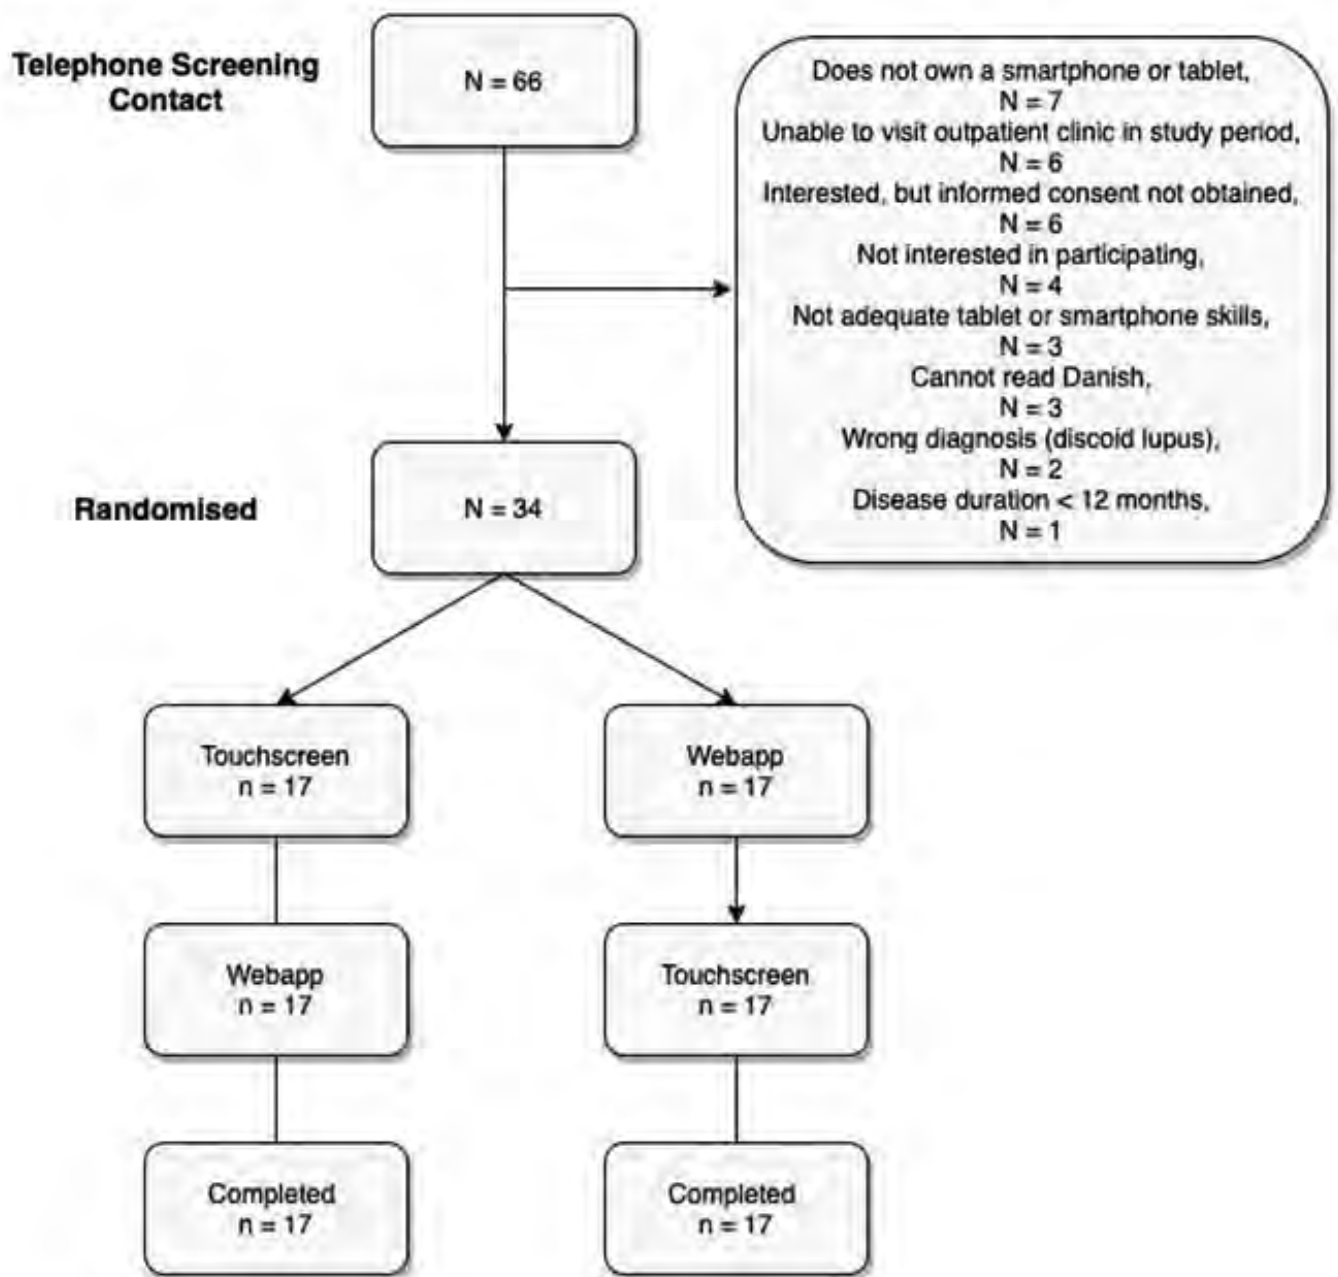 Telephone Screening
Contact
N = 66
Does not own a smartphone or tablet,
N = 7
Unable to visit outpatient clinic in study period,
N = 6
Interested, but informed consent not obtained,
N = 6
Not interested in participating,
N = 4
Not adequate tablet or smartphone skills,
N = 3
Cannot read Danish,
N = 3
Wrong diagnosis (discoid lupus),
N = 2
Disease duration < 12 months,
N = 1
Randomised
N = 34
Touchscreen
n = 17
Webapp
n = 17
Webapp
n = 17
Touchscreen
n = 17
Completed
n = 17
Completed
n = 17